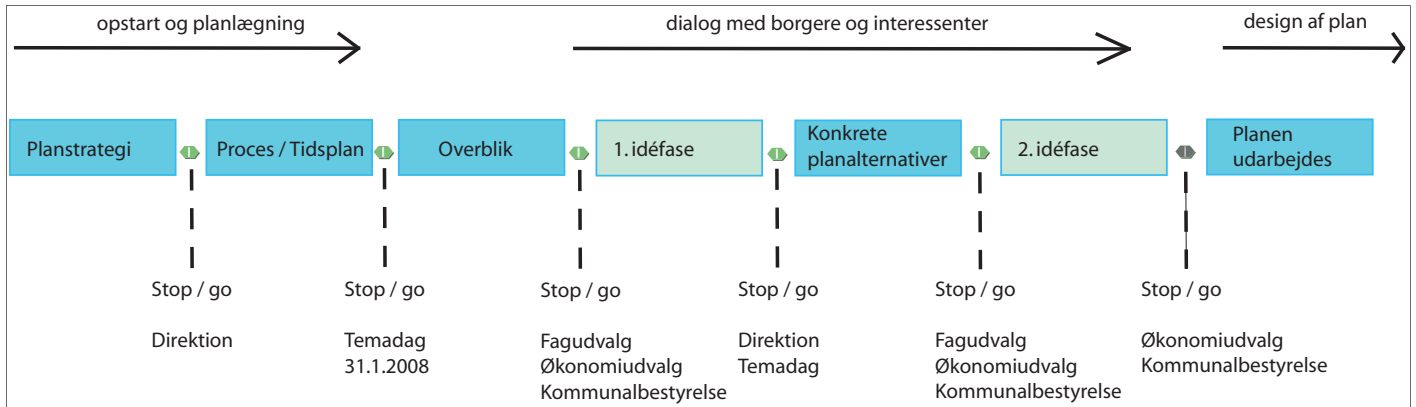 opstart og planlægning
dialog med borgere og interessenter
design af plan
Planstrategi
Proces / Tidsplan
Overblik
1. idéfase
Konkrete
planalternativer
2. idéfase
Planen
udarbejdes
Stop / go
Direktion
Stop / go
Temadag
31.1.2008
Stop / go
Fagudvalg
Økonomiudvalg
Kommunalbestyrelse
Stop / go
Direktion
Temadag
Stop / go
Fagudvalg
Økonomiudvalg
Kommunalbestyrelse
Stop / go
Økonomiudvalg
Kommunalbestyrelse